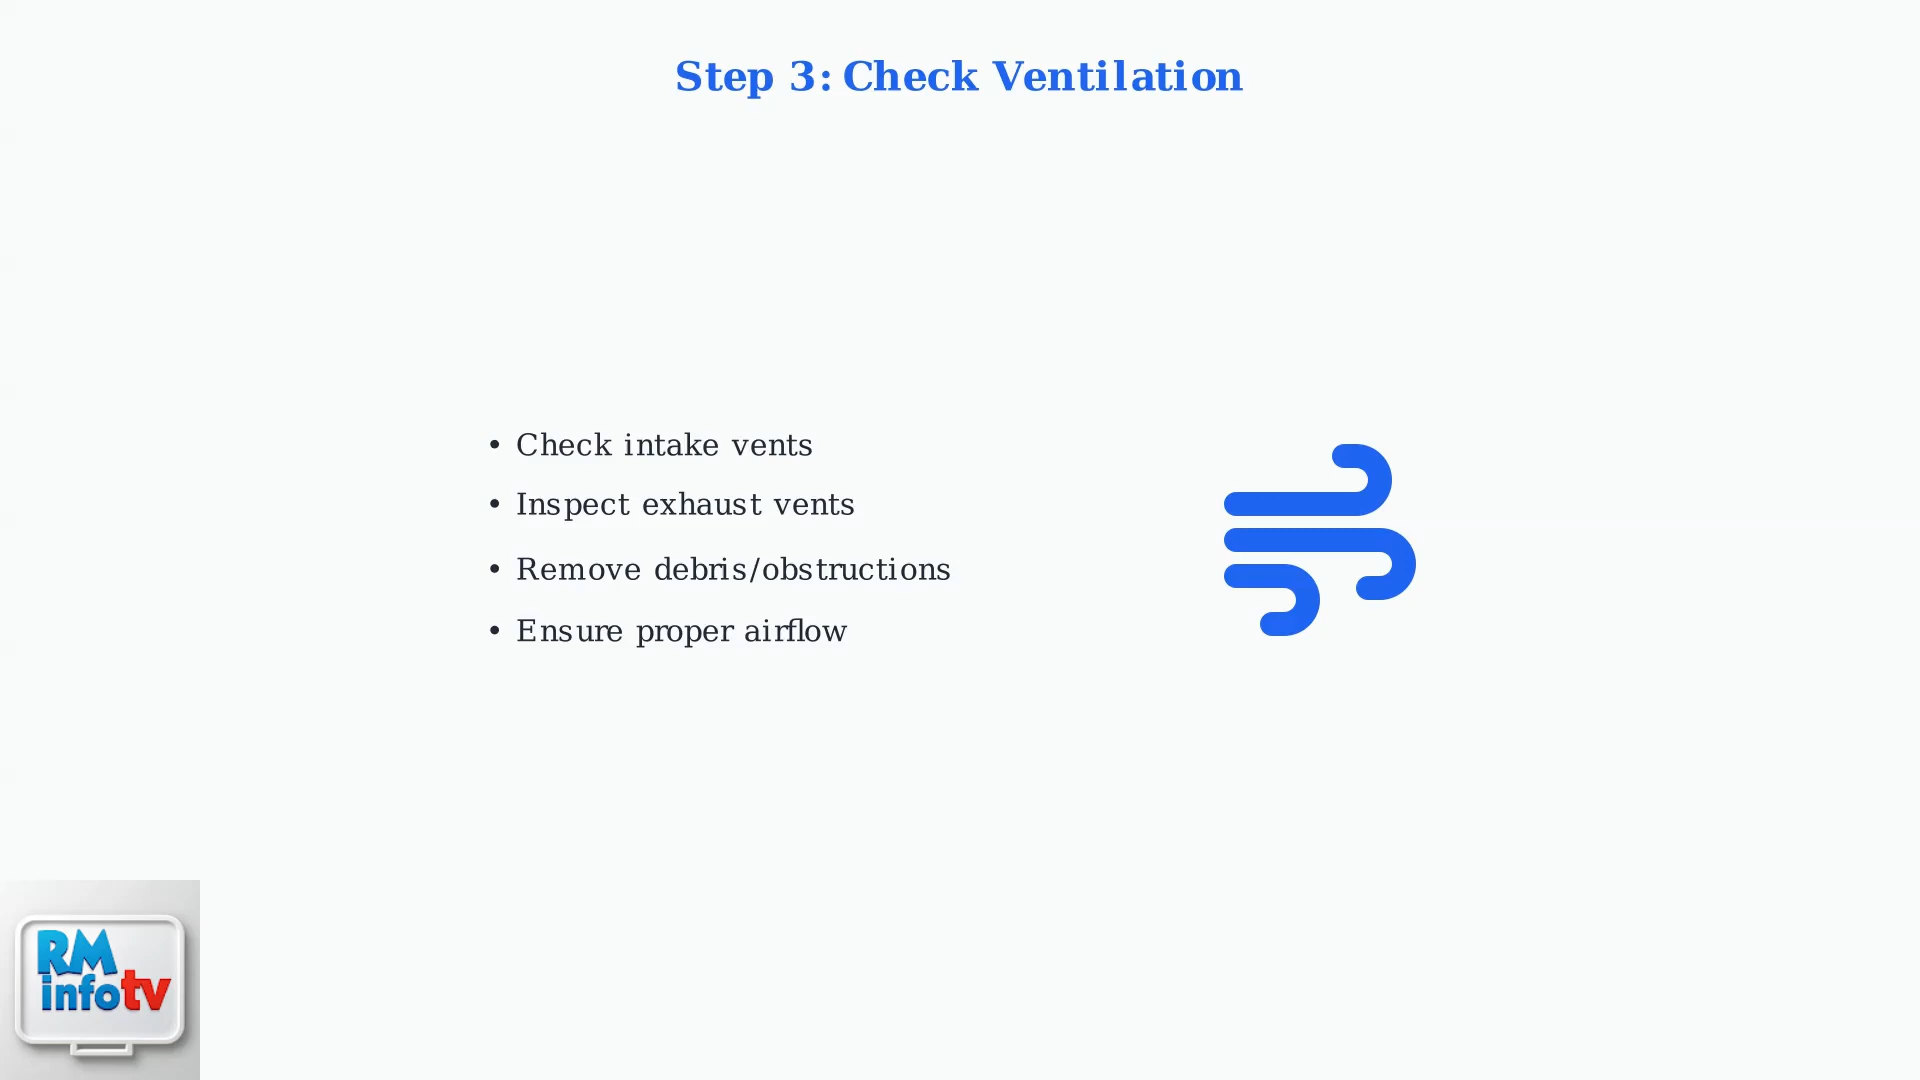 Step 3: Check Ventilation
• Check intake vents
• Inspect exhaust vents
• Remove debris/obstructions
• Ensure proper airflow
RM
infotv